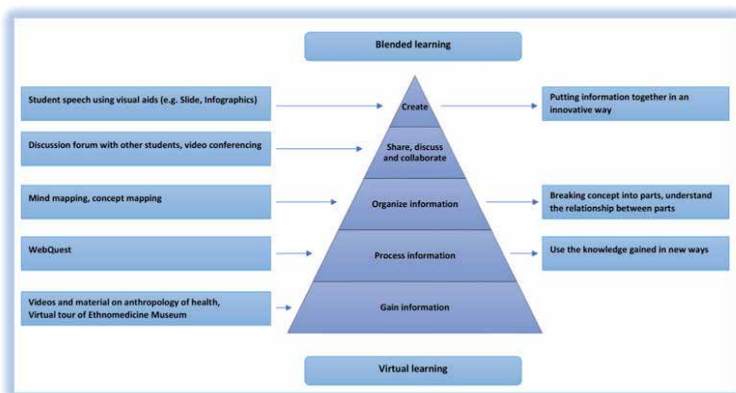 Blended learning
Student speech using visual aids (e.g. Slide, Infographics)
Create
Putting information together in an
innovative way
Discussion forum with other students, video conferencing
Share, discuss
and collaborate
Mind mapping, concept mapping
Organize information
Breaking concept into parts, understand
the relationship between parts
WebQuest
Process information
Use the knowledge gained in new ways
Videos and material on anthropology of health,
Virtual tour of Ethnomedicine Museum
Gain information
Virtual learning